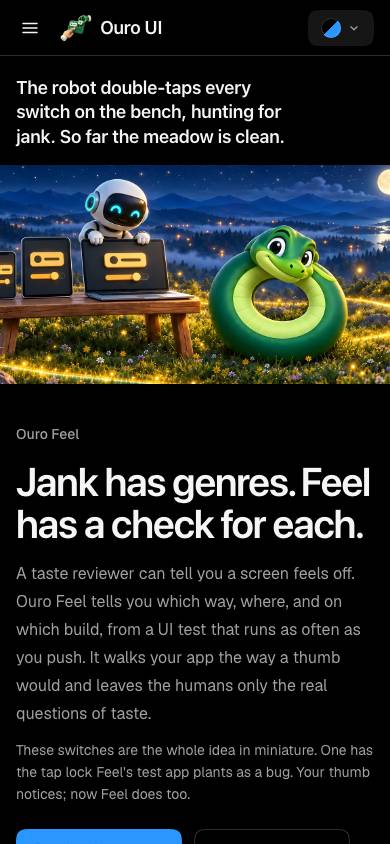 Ouro UI
The robot double-taps every
switch on the bench, hunting for
jank. So far the meadow is clean.
Ouro Feel
Jank has genres. Feel
has a check for each.
A taste reviewer can tell you a screen feels off.
Ouro Feel tells you which way, where, and on
which build, from a UI test that runs as often as
you push. It walks your app the way a thumb
would and leaves the humans only the real
questions of taste.
These switches are the whole idea in miniature. One has
the tap lock Feel's test app plants as a bug. Your thumb
notices; now Feel does too.